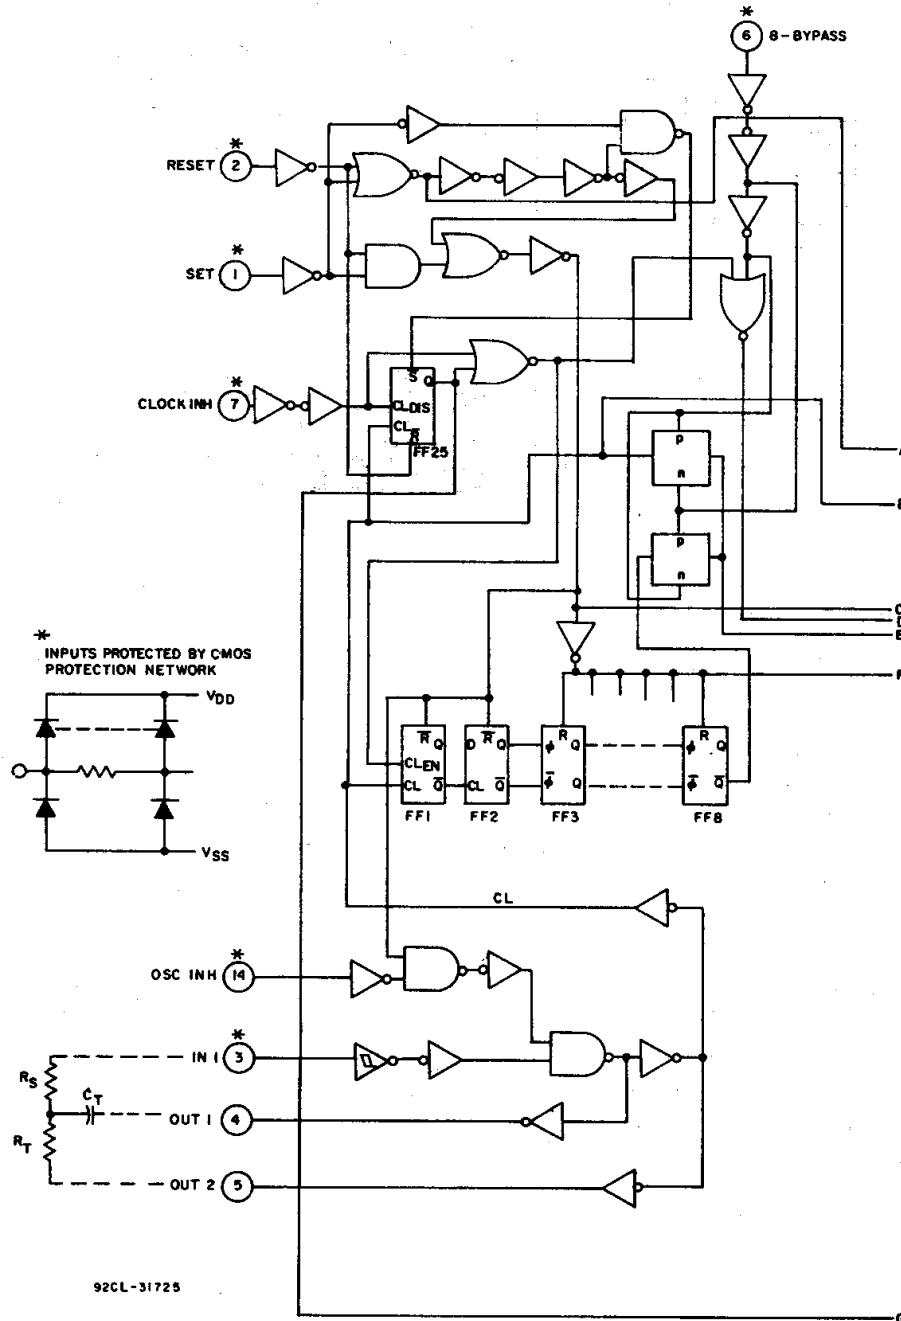 *
6 8-BYPASS
*
RESET 2
*
SET 1
*
CLOCK INH 7
S̅ Q
CL DIS
CL
R̅
FF25
p
n
p
n
A
C
D
E
F
*
INPUTS PROTECTED BY CMOS
PROTECTION NETWORK
VDD
VSS
R̅ Q
CLEN
CL Q̅
FF1
D R̅ Q
CL Q̅
FF2
R
ϕ Q
ϕ̅ Q
FF3
R
ϕ Q
ϕ̅ Q̅
FF8
CL
*
OSC INH 14
*
IN 1 3
RS
CT
OUT 1 4
RT
OUT 2 5
92CL-31725